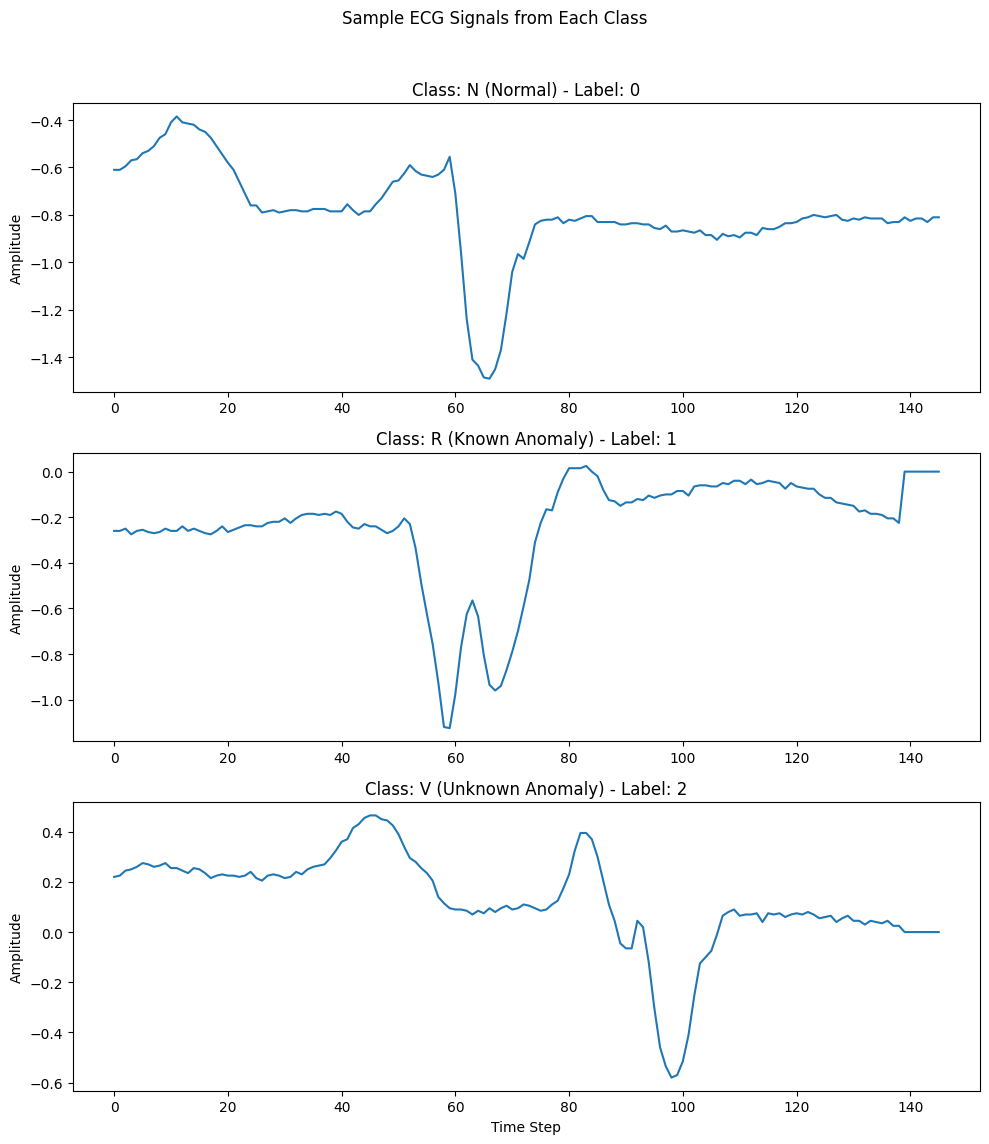 Sample ECG Signals from Each Class
Class: N (Normal) - Label: 0
Amplitude
−0.4
−0.6
−0.8
−1.0
−1.2
−1.4
0 20 40 60 80 100 120 140
Class: R (Known Anomaly) - Label: 1
Amplitude
0.0
−0.2
−0.4
−0.6
−0.8
−1.0
0 20 40 60 80 100 120 140
Class: V (Unknown Anomaly) - Label: 2
Amplitude
0.4
0.2
0.0
−0.2
−0.4
−0.6
0 20 40 60 80 100 120 140
Time Step